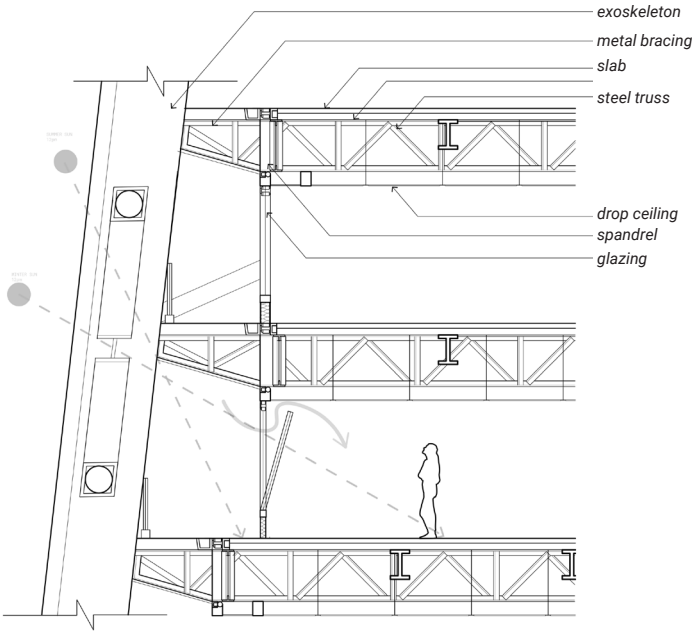 exoskeleton
metal bracing
slab
steel truss
drop ceiling
spandrel
glazing